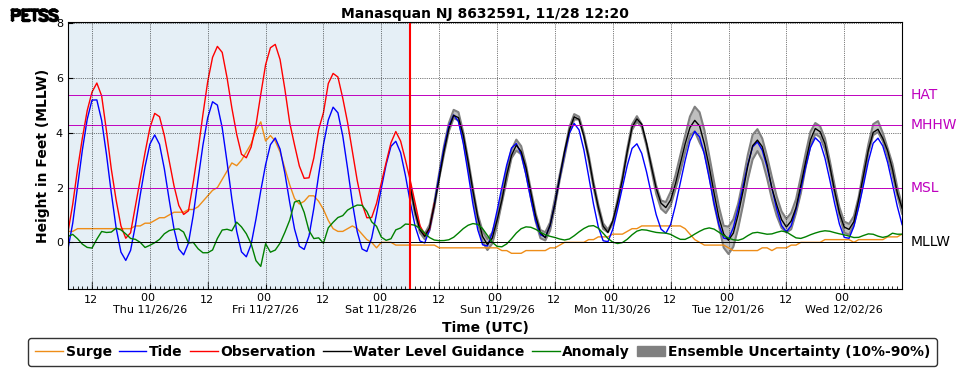 PETSS
Manasquan NJ 8632591, 11/28 12:20
Height in Feet (MLLW)
8
6
4
2
0
HAT
MHHW
MSL
MLLW
12 00 12 00 12 00 12 00 12 00 12 00 12 00
Thu 11/26/26 Fri 11/27/26 Sat 11/28/26 Sun 11/29/26 Mon 11/30/26 Tue 12/01/26 Wed 12/02/26
Time (UTC)
Surge Tide Observation Water Level Guidance Anomaly Ensemble Uncertainty (10%-90%)